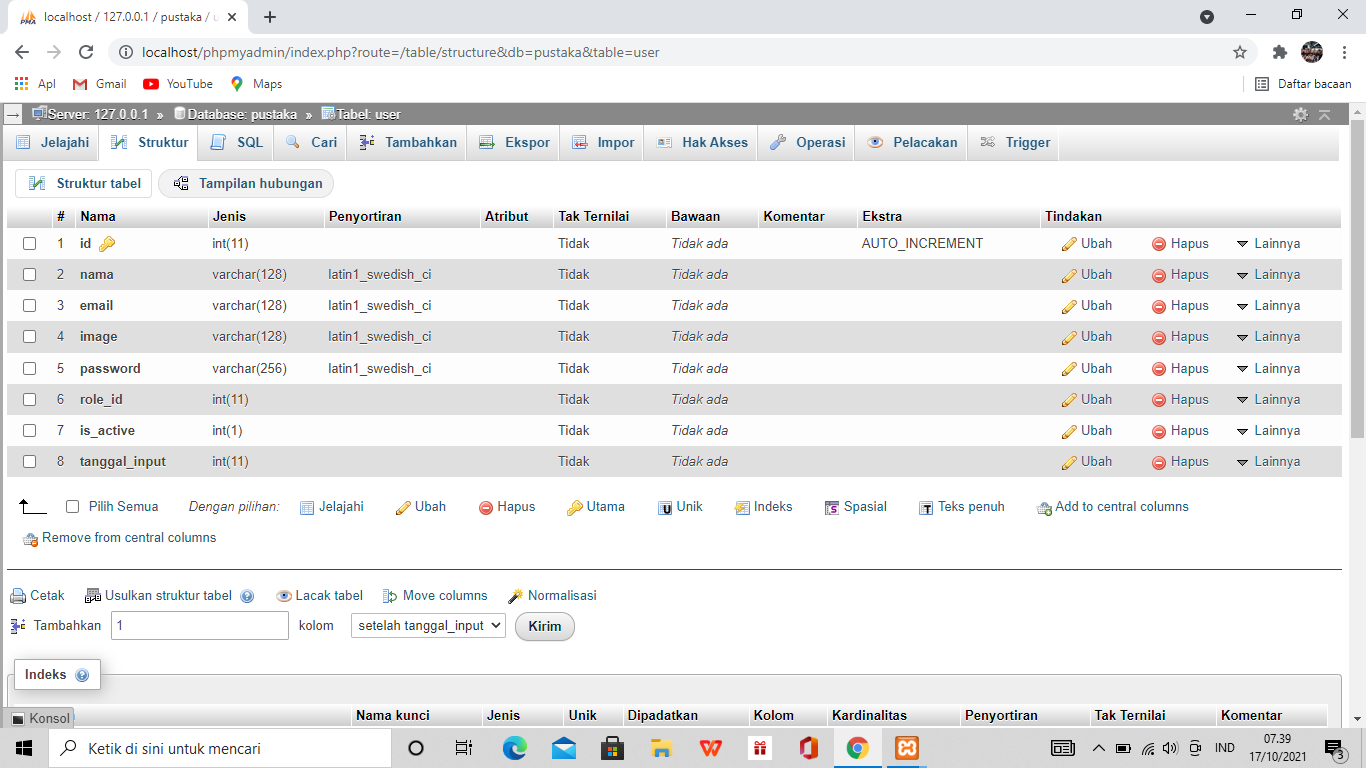 localhost / 127.0.0.1 / pustaka / u
localhost/phpmyadmin/index.php?route=/table/structure&db=pustaka&table=user
Apl Gmail YouTube Maps Daftar bacaan
Server: 127.0.0.1 » Database: pustaka » Tabel: user
Jelajahi Struktur SQL Cari Tambahkan Ekspor Impor Hak Akses Operasi Pelacakan Trigger
Struktur tabel Tampilan hubungan
# Nama Jenis Penyortiran Atribut Tak Ternilai Bawaan Komentar Ekstra Tindakan
1 id int(11) Tidak Tidak ada AUTO_INCREMENT Ubah Hapus Lainnya
2 nama varchar(128) latin1_swedish_ci Tidak Tidak ada Ubah Hapus Lainnya
3 email varchar(128) latin1_swedish_ci Tidak Tidak ada Ubah Hapus Lainnya
4 image varchar(128) latin1_swedish_ci Tidak Tidak ada Ubah Hapus Lainnya
5 password varchar(256) latin1_swedish_ci Tidak Tidak ada Ubah Hapus Lainnya
6 role_id int(11) Tidak Tidak ada Ubah Hapus Lainnya
7 is_active int(1) Tidak Tidak ada Ubah Hapus Lainnya
8 tanggal_input int(11) Tidak Tidak ada Ubah Hapus Lainnya
Pilih Semua Dengan pilihan: Jelajahi Ubah Hapus Utama Unik Indeks Spasial Teks penuh Add to central columns
Remove from central columns
Cetak Usulkan struktur tabel Lacak tabel Move columns Normalisasi
Tambahkan 1 kolom setelah tanggal_input Kirim
Indeks
Nama kunci Jenis Unik Dipadatkan Kolom Kardinalitas Penyortiran Tak Ternilai Komentar
Konsol
Ketik di sini untuk mencari
IND
07.39
17/10/2021
3